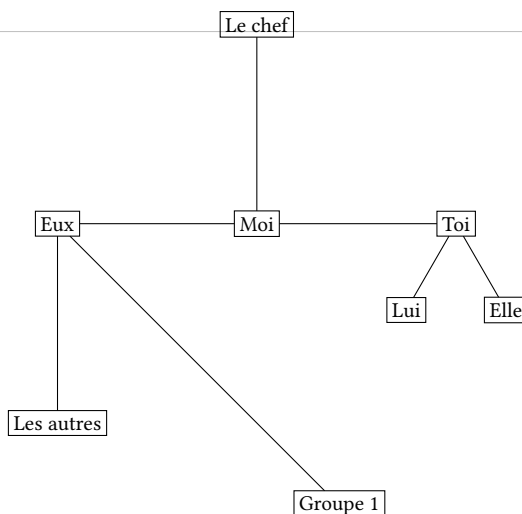 Le chef
Eux
Moi
Toi
Lui
Elle
Les autres
Groupe 1